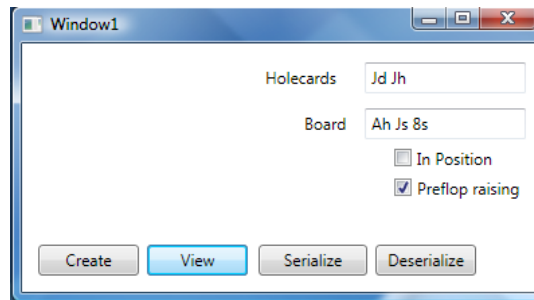 Window1
Holecards Jd Jh
Board Ah Js 8s
In Position
Preflop raising
Create View Serialize Deserialize